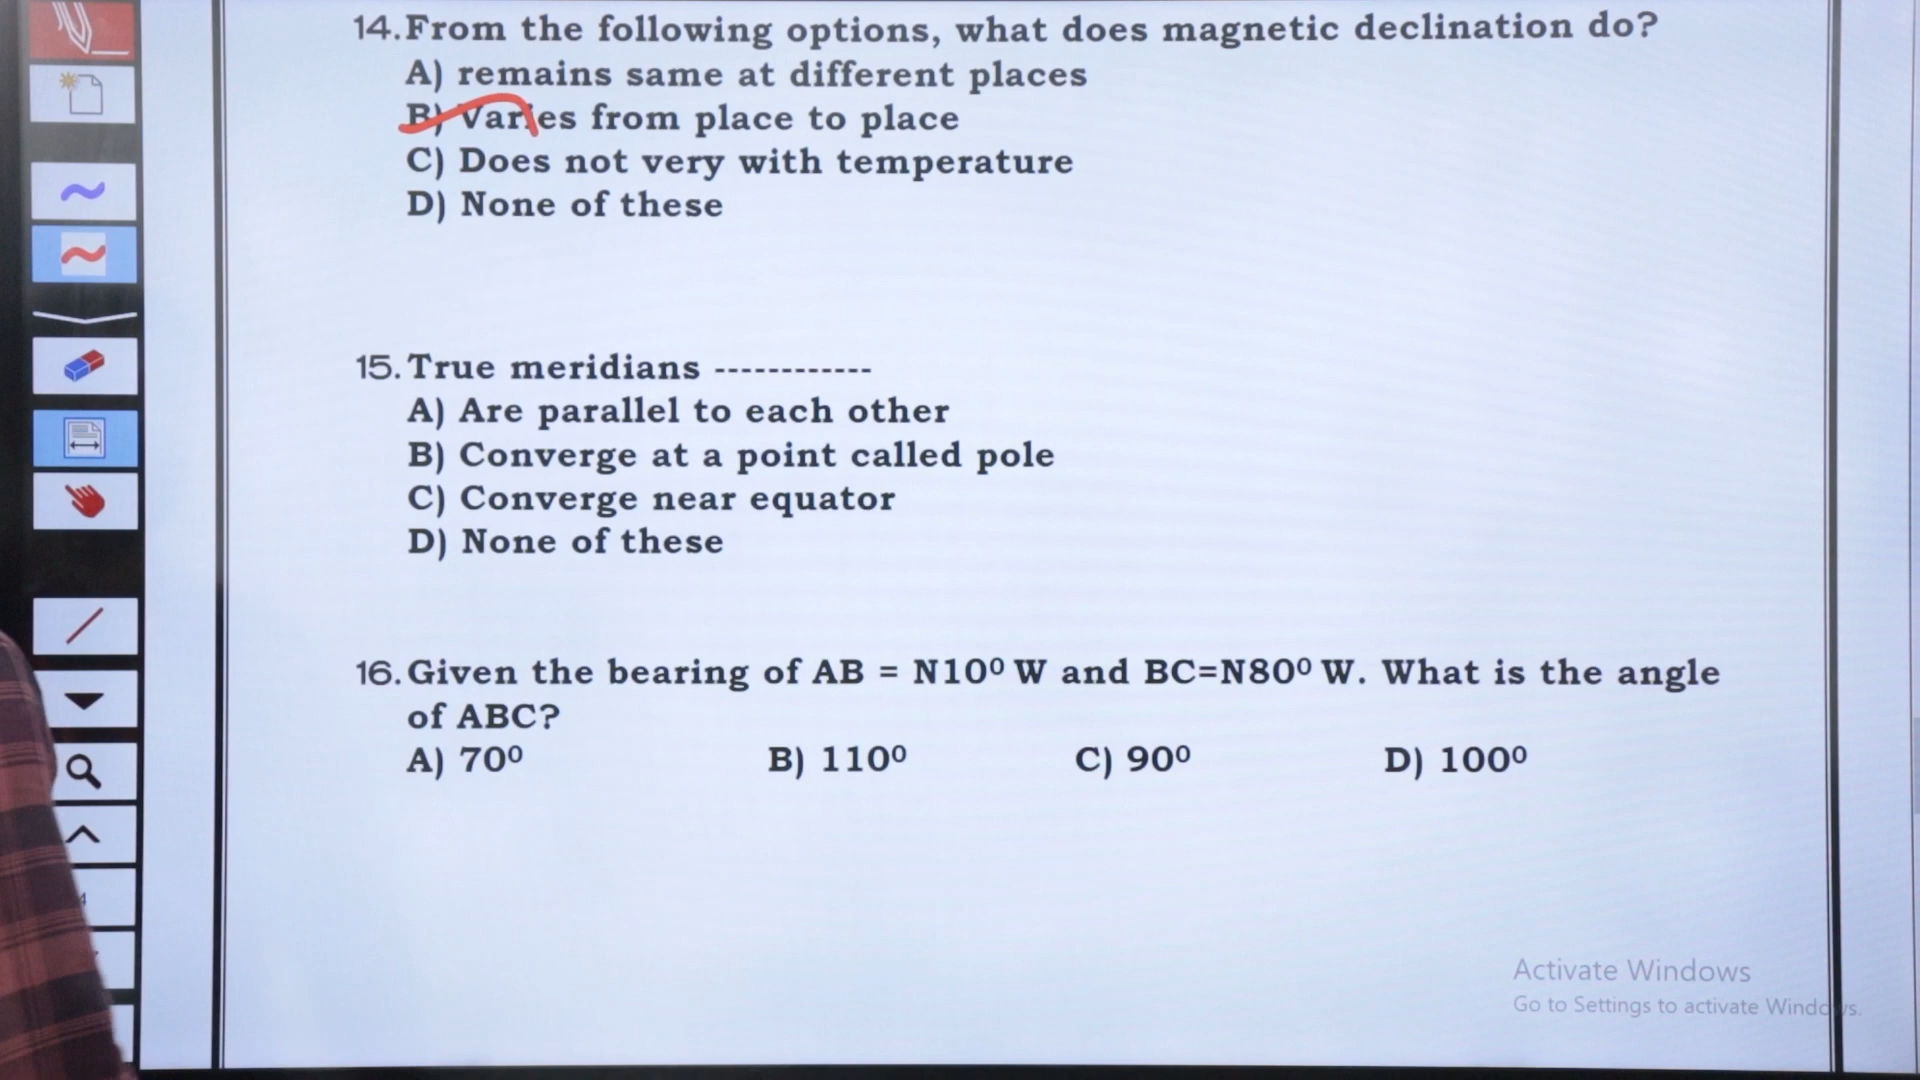 14. From the following options, what does magnetic declination do?
A) remains same at different places
B) Varies from place to place
C) Does not very with temperature
D) None of these
15. True meridians ------------
A) Are parallel to each other
B) Converge at a point called pole
C) Converge near equator
D) None of these
16. Given the bearing of AB = N10⁰ W and BC=N80⁰ W. What is the angle
of ABC?
A) 70⁰ B) 110⁰ C) 90⁰ D) 100⁰
Activate Windows
Go to Settings to activate Windows.